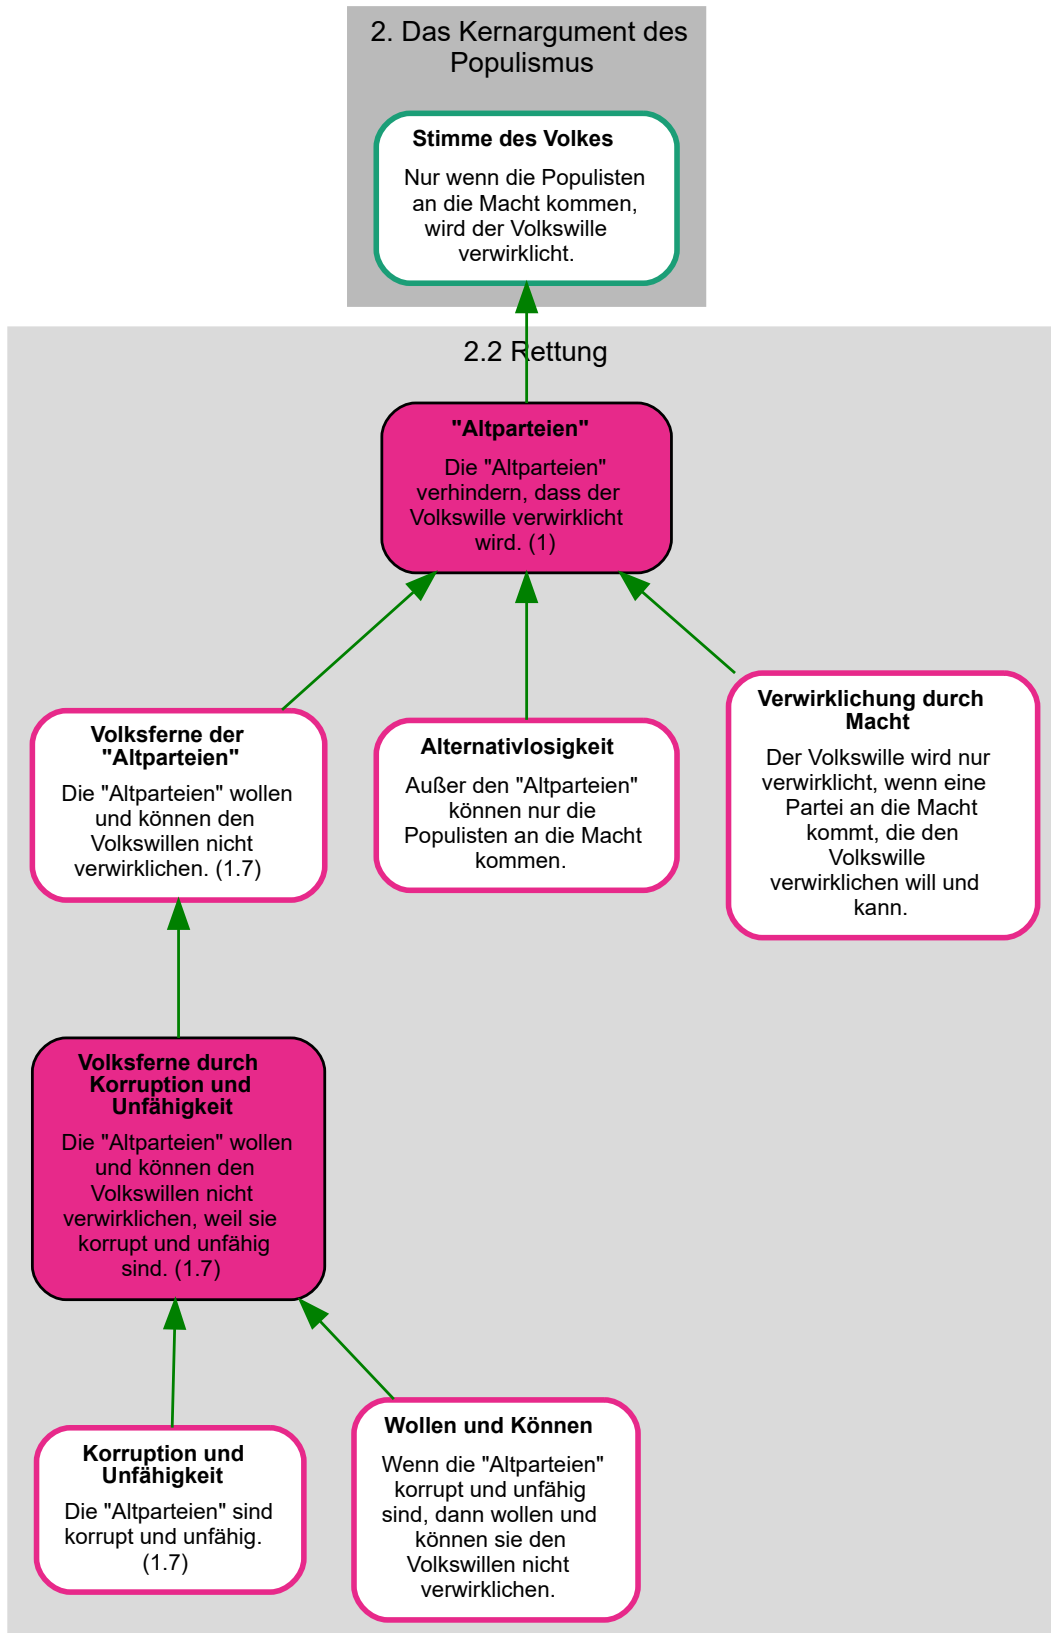 2. Das Kernargument des
Populismus
Stimme des Volkes
Nur wenn die Populisten
an die Macht kommen,
wird der Volkswille
verwirklicht.
2.2 Rettung
"Altparteien"
Die "Altparteien"
verhindern, dass der
Volkswille verwirklicht
wird. (1)
Volksferne der
"Altparteien"
Die "Altparteien" wollen
und können den
Volkswillen nicht
verwirklichen. (1.7)
Alternativlosigkeit
Außer den "Altparteien"
können nur die
Populisten an die Macht
kommen.
Verwirklichung durch
Macht
Der Volkswille wird nur
verwirklicht, wenn eine
Partei an die Macht
kommt, die den
Volkswille
verwirklichen will und
kann.
Volksferne durch
Korruption und
Unfähigkeit
Die "Altparteien" wollen
und können den
Volkswillen nicht
verwirklichen, weil sie
korrupt und unfähig
sind. (1.7)
Korruption und
Unfähigkeit
Die "Altparteien" sind
korrupt und unfähig.
(1.7)
Wollen und Können
Wenn die "Altparteien"
korrupt und unfähig
sind, dann wollen und
können sie den
Volkswillen nicht
verwirklichen.